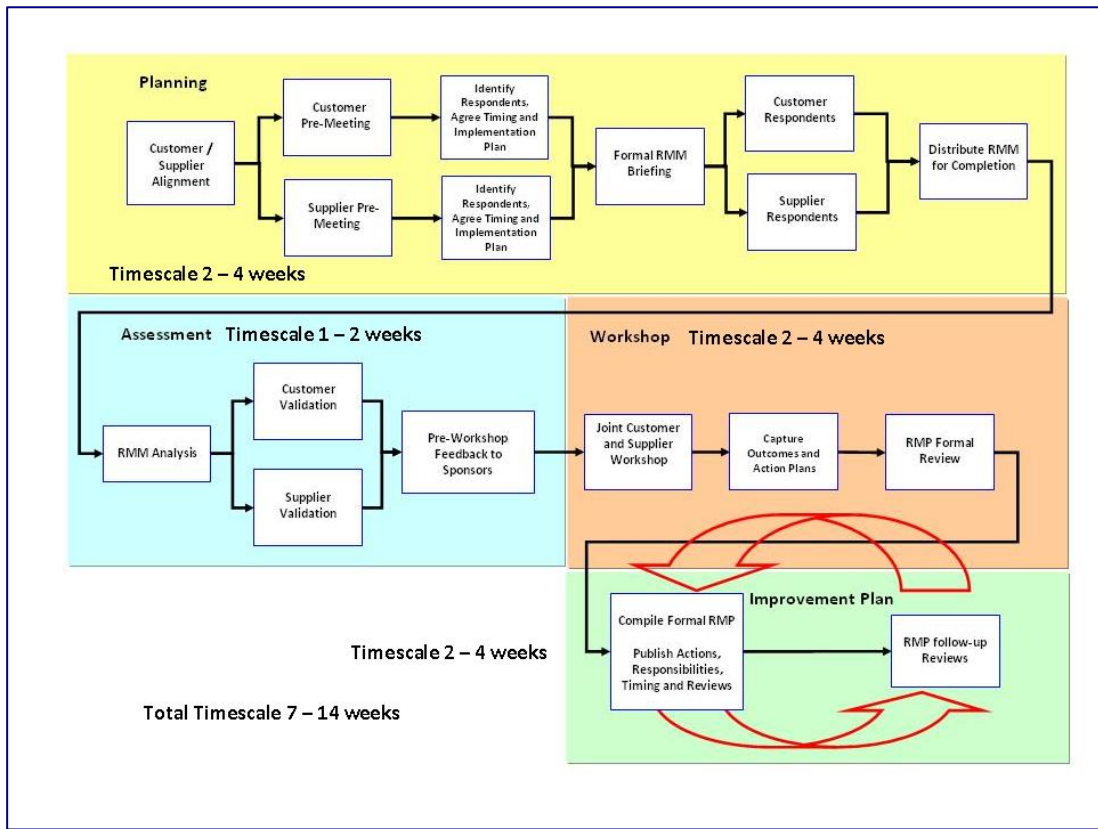 Planning
Customer /
Supplier
Alignment
Customer
Pre-Meeting
Supplier Pre-
Meeting
Identify
Respondents,
Agree Timing and
Implementation
Plan
Identify
Respondents,
Agree Timing and
Implementation
Plan
Formal RMM
Briefing
Customer
Respondents
Supplier
Respondents
Distribute RMM
for Completion
Timescale 2 – 4 weeks
Assessment Timescale 1 – 2 weeks
RMM Analysis
Customer
Validation
Supplier
Validation
Pre-Workshop
Feedback to
Sponsors
Workshop Timescale 2 – 4 weeks
Joint Customer
and Supplier
Workshop
Capture
Outcomes and
Action Plans
RMP Formal
Review
Improvement Plan
Compile Formal RMP
Publish Actions,
Responsibilities,
Timing and Reviews
RMP follow-up
Reviews
Timescale 2 – 4 weeks
Total Timescale 7 – 14 weeks